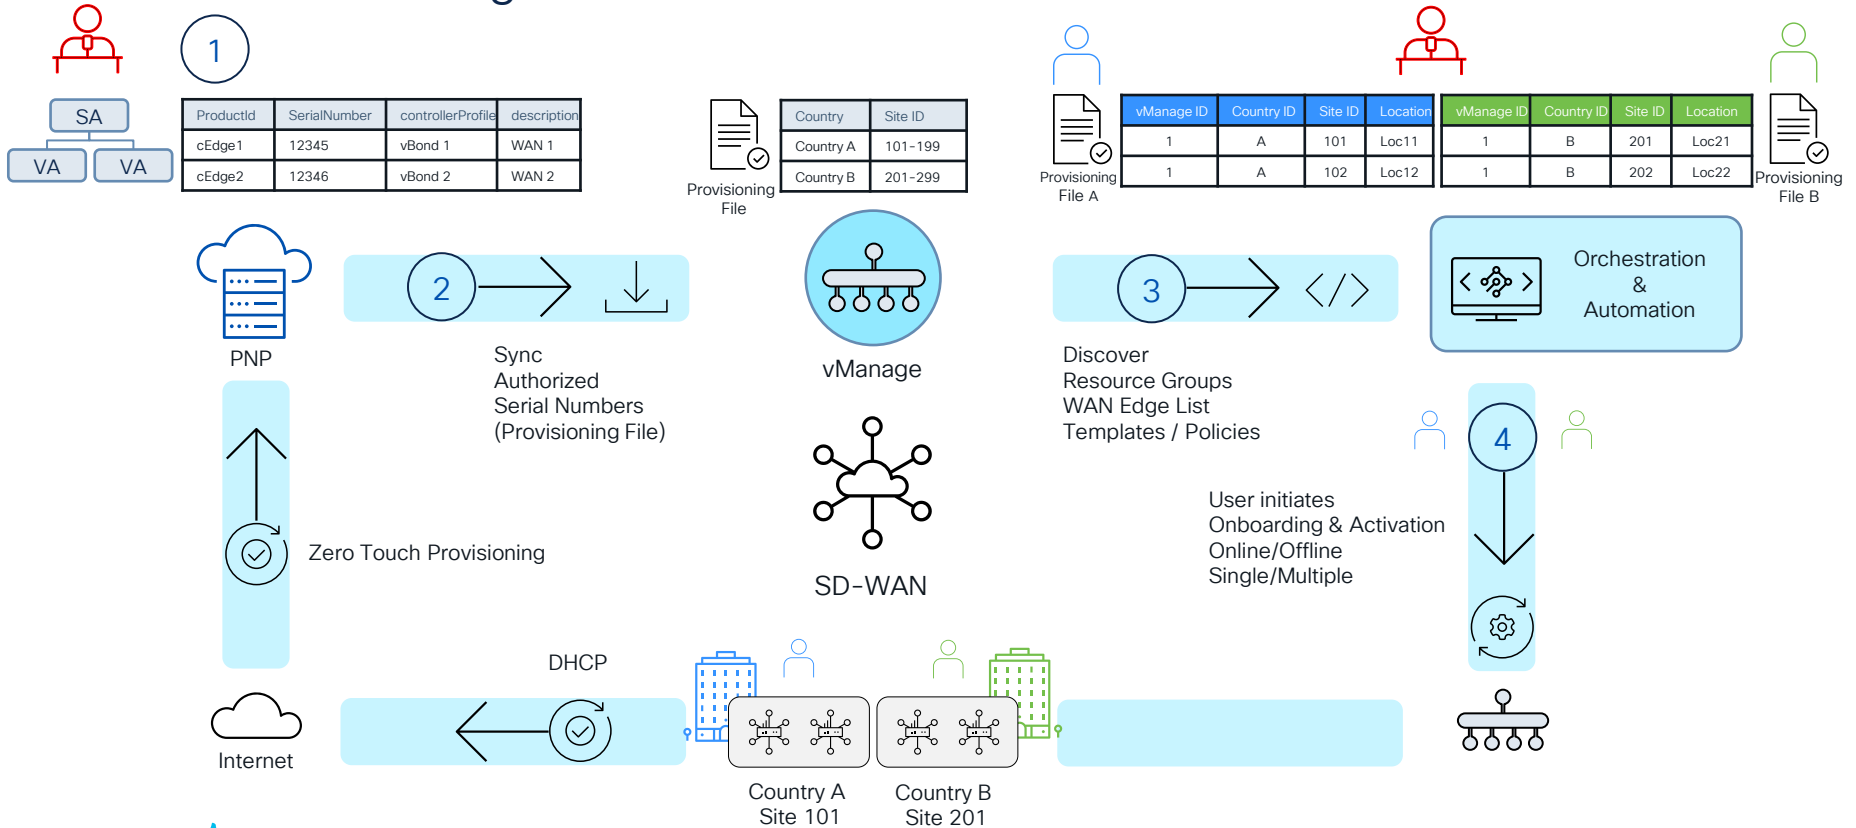 1
SA
VA VA
ProductId SerialNumber controllerProfile description
cEdge1 12345 vBond 1 WAN 1
cEdge2 12346 vBond 2 WAN 2
Provisioning
File
Country Site ID
Country A 101-199
Country B 201-299
Provisioning
File A
vManage ID Country ID Site ID Location
1 A 101 Loc11
1 A 102 Loc12
vManage ID Country ID Site ID Location
1 B 201 Loc21
1 B 202 Loc22
Provisioning
File B
PNP
2
Sync
Authorized
Serial Numbers
(Provisioning File)
vManage
3
Discover
Resource Groups
WAN Edge List
Templates / Policies
Orchestration
&
Automation
4
User initiates
Onboarding & Activation
Online/Offline
Single/Multiple
SD-WAN
Zero Touch Provisioning
DHCP
Internet
Country A
Site 101
Country B
Site 201